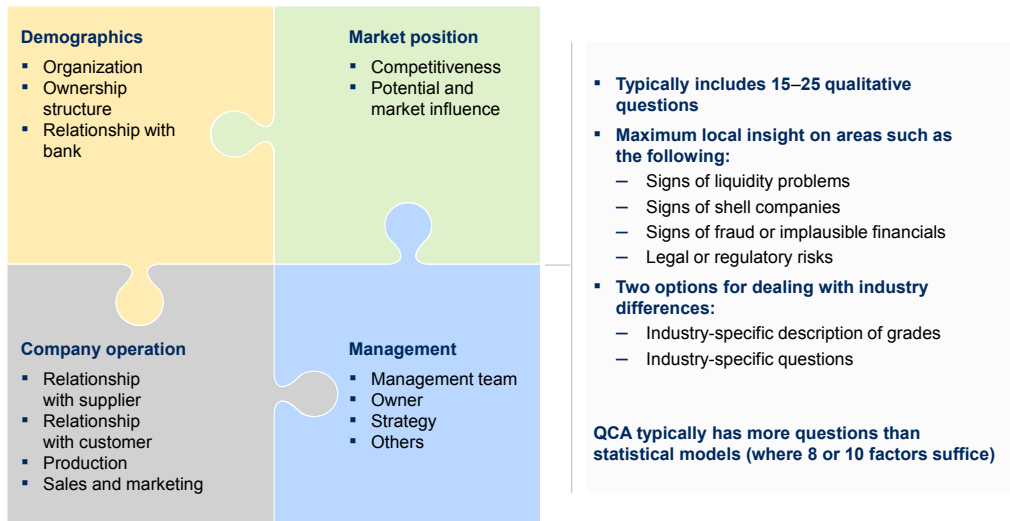 Demographics
▪ Organization
▪ Ownership
structure
▪ Relationship with
bank
Market position
▪ Competitiveness
▪ Potential and
market influence
Company operation
▪ Relationship
with supplier
▪ Relationship
with customer
▪ Production
▪ Sales and marketing
Management
▪ Management team
▪ Owner
▪ Strategy
▪ Others
▪ Typically includes 15–25 qualitative
questions
▪ Maximum local insight on areas such as
the following:
– Signs of liquidity problems
– Signs of shell companies
– Signs of fraud or implausible financials
– Legal or regulatory risks
▪ Two options for dealing with industry
differences:
– Industry-specific description of grades
– Industry-specific questions
QCA typically has more questions than
statistical models (where 8 or 10 factors suffice)